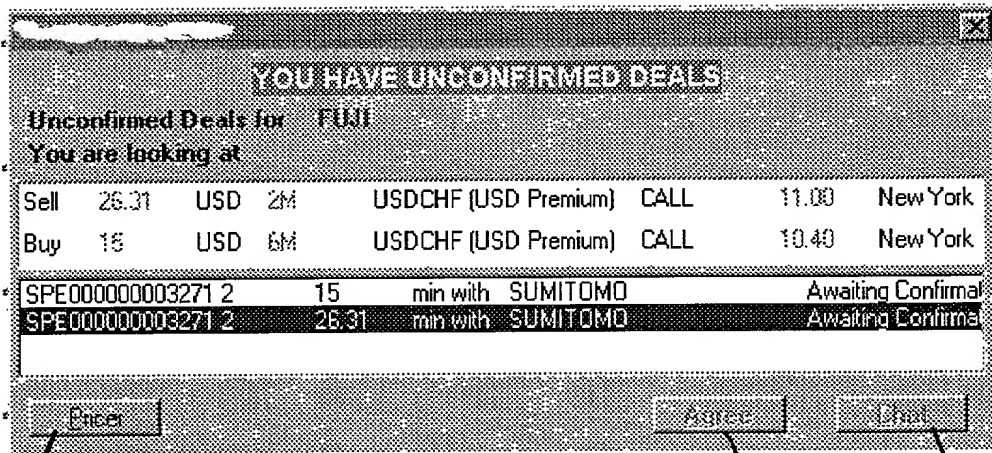 YOU HAVE UNCONFIRMED DEALS
Unconfirmed Deals for FUJI
You are looking at
Sell 26.31 USD 2M USDCHF (USD Premium) CALL 11.00 New York
Buy 15 USD 6M USDCHF (USD Premium) CALL 10.40 New York
SPE000000003271 2 15 min with SUMITOMO Awaiting Confirmat
SPE000000003271 2 26.31 min with SUMITOMO Awaiting Confirmat
Pricer Agree Chat